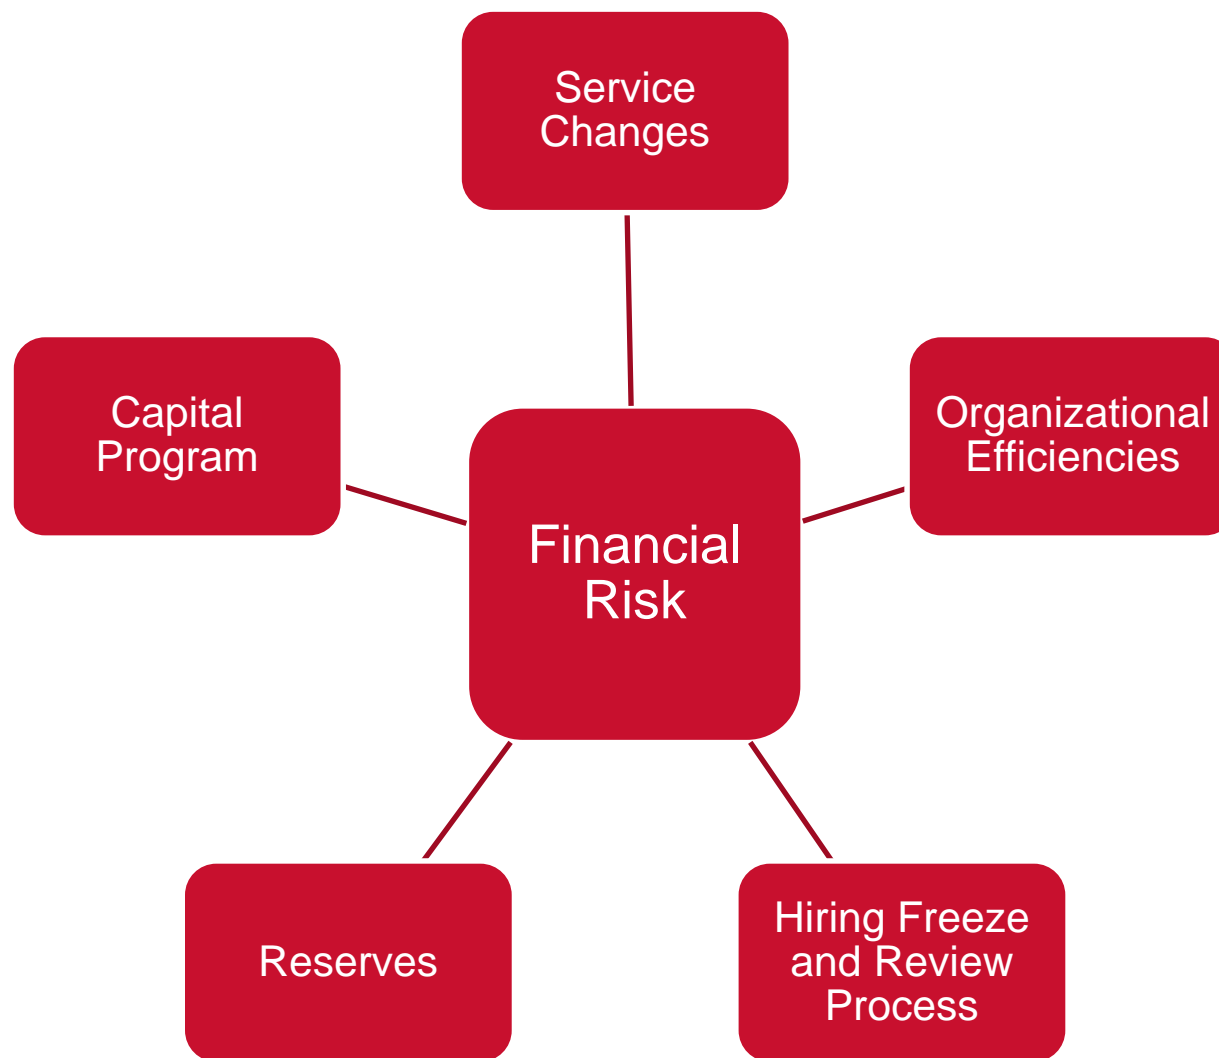 Service
Changes
Capital
Program
Organizational
Efficiencies
Financial
Risk
Reserves
Hiring Freeze
and Review
Process